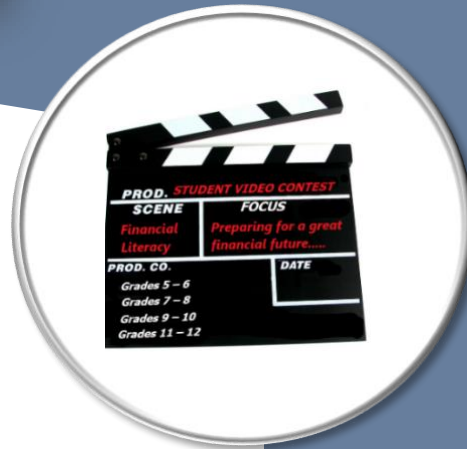 PROD. STUDENT VIDEO CONTEST
SCENE
Financial
Literacy
FOCUS
Preparing for a great
financial future.....
PROD. CO.
Grades 5 – 6
Grades 7 – 8
Grades 9 – 10
Grades 11 – 12
DATE